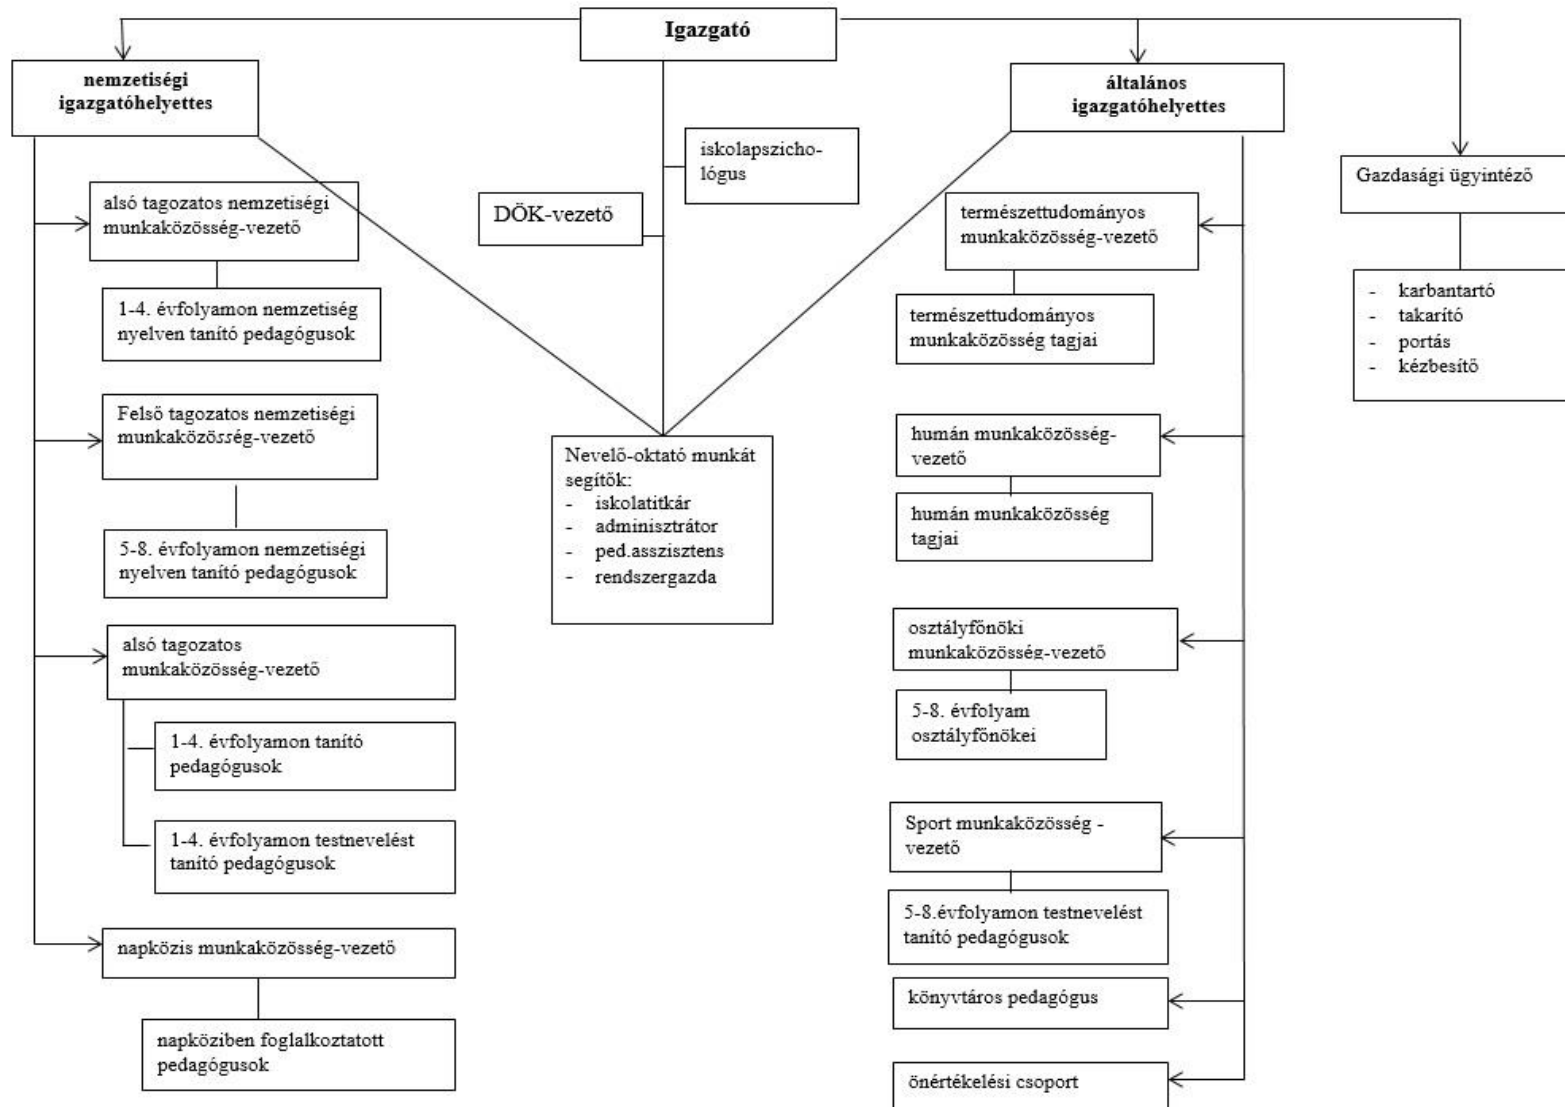 Igazgató
nemzetiségi
igazgatóhelyettes
általános
igazgatóhelyettes
iskolapszicho-
lógus
Gazdasági ügyintéző
DÖK-vezető
alsó tagozatos nemzetiségi
munkaközösség-vezető
természettudományos
munkaközösség-vezető
1-4. évfolyamon nemzetiség
nyelven tanító pedagógusok
természettudományos
munkaközösség tagjai
- karbantartó
- takarító
- portás
- kézbesítő
Felső tagozatos nemzetiségi
munkaközösség-vezető
humán munkaközösség-
vezető
Nevelő-oktató munkát
segítők:
- iskolatitkár
- adminisztrátor
- ped.asszisztens
- rendszergazda
humán munkaközösség
tagjai
5-8. évfolyamon nemzetiségi
nyelven tanító pedagógusok
alsó tagozatos
munkaközösség-vezető
osztályfőnöki
munkaközösség-vezető
5-8. évfolyam
osztályfőnökei
1-4. évfolyamon tanító
pedagógusok
1-4. évfolyamon testnevelést
tanító pedagógusok
Sport munkaközösség -
vezető
5-8.évfolyamon testnevelést
tanító pedagógusok
napközis munkaközösség-vezető
könyvtáros pedagógus
napköziben foglalkoztatott
pedagógusok
önértékelési csoport